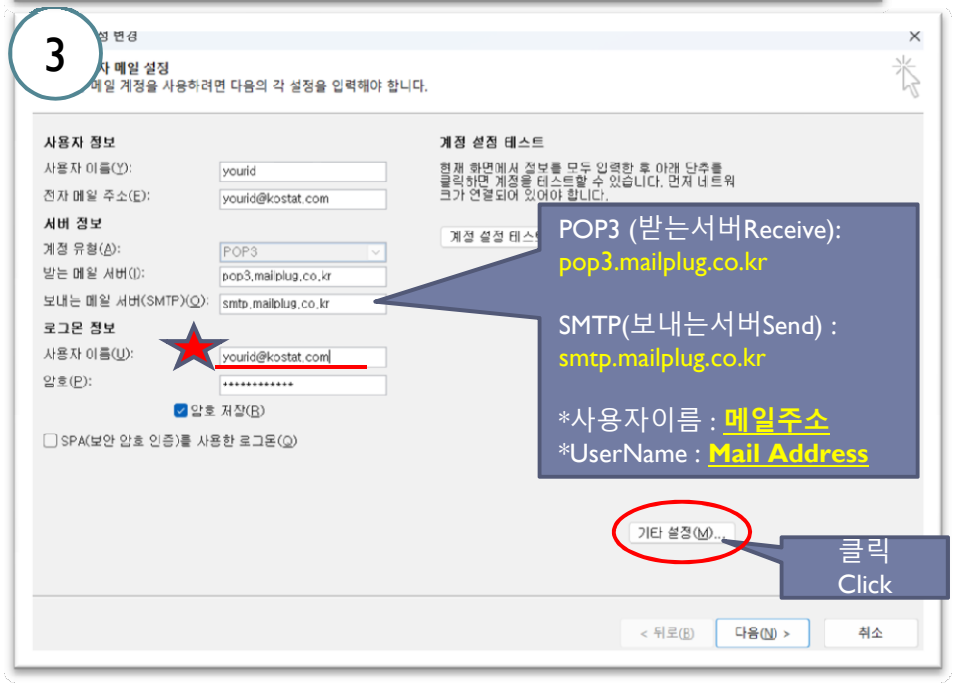 3
성 변경
자 메일 설정
메일 계정을 사용하려면 다음의 각 설정을 입력해야 합니다.
사용자 정보
사용자 이름(Y):
yourid
전자 메일 주소(E):
yourid@kostat.com
서버 정보
계정 유형(A):
POP3
받는 메일 서버(I):
pop3.mailplug.co.kr
보내는 메일 서버(SMTP)(O):
smtp.mailplug.co.kr
로그온 정보
사용자 이름(U):
yourid@kostat.com
암호(P):
************
암호 저장(R)
SPA(보안 암호 인증)를 사용한 로그온(Q)
계정 설정 테스트
현재 화면에서 정보를 모두 입력한 후 아래 단추를
클릭하면 계정을 테스트할 수 있습니다. 먼저 네트워
크가 연결되어 있어야 합니다.
계정 설정 테스
POP3 (받는서버Receive):
pop3.mailplug.co.kr
SMTP(보내는서버Send) :
smtp.mailplug.co.kr
*사용자이름 : 메일주소
*UserName : Mail Address
기타 설정(M)...
클릭
Click
< 뒤로(B)
다음(N) >
취소